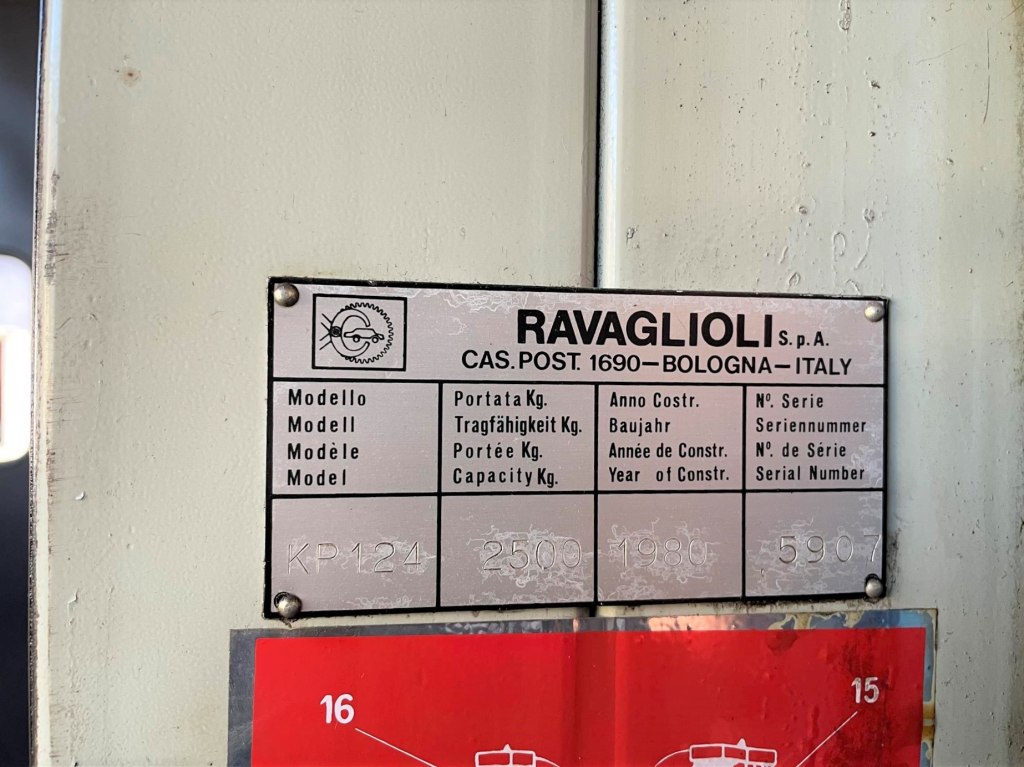 RAVAGLIOLI S.p.A.
CAS. POST. 1690-BOLOGNA-ITALY
Modello
Modell
Modèle
Model
Portata Kg.
Tragfähigkeit Kg.
Portée Kg.
Capacity Kg.
Anno Costr.
Baujahr
Année de Constr.
Year of Constr.
N°. Serie
Seriennummer
N°. de Série
Serial Number
KP124
2500
1980
5907
16
15